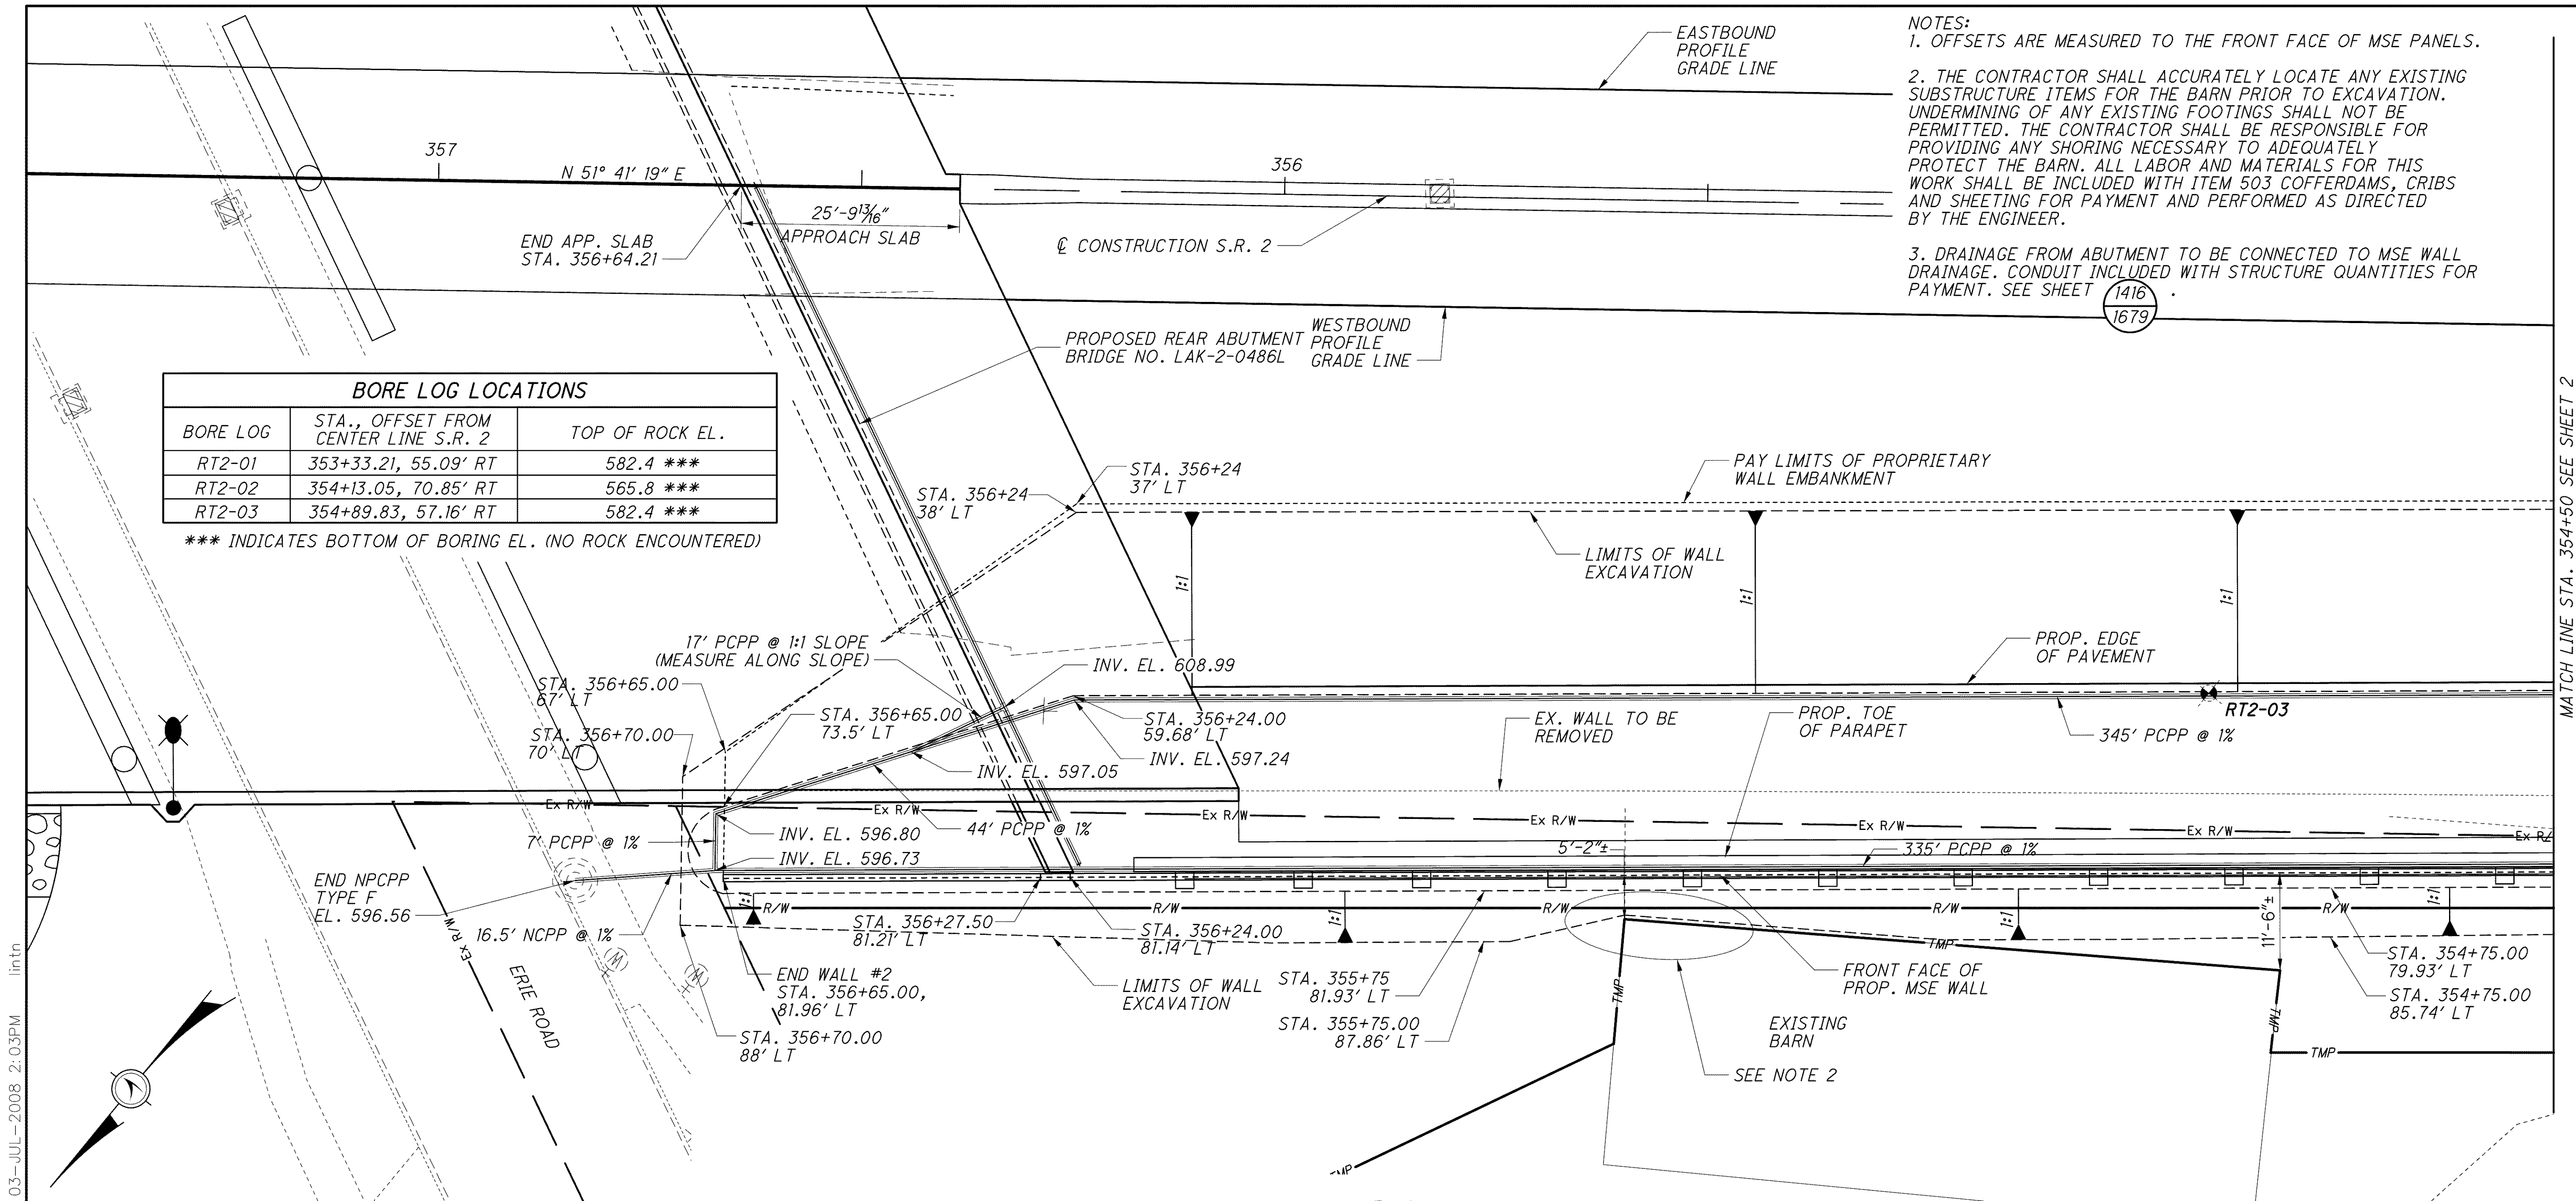 NOTES:
1. OFFSETS ARE MEASURED TO THE FRONT FACE OF MSE PANELS.
2. THE CONTRACTOR SHALL ACCURATELY LOCATE ANY EXISTING
SUBSTRUCTURE ITEMS FOR THE BARN PRIOR TO EXCAVATION.
UNDERMINING OF ANY EXISTING FOOTINGS SHALL NOT BE
PERMITTED. THE CONTRACTOR SHALL BE RESPONSIBLE FOR
PROVIDING ANY SHORING NECESSARY TO ADEQUATELY
PROTECT THE BARN. ALL LABOR AND MATERIALS FOR THIS
WORK SHALL BE INCLUDED WITH ITEM 503 COFFERDAMS, CRIBS
AND SHEETING FOR PAYMENT AND PERFORMED AS DIRECTED
BY THE ENGINEER.
3. DRAINAGE FROM ABUTMENT TO BE CONNECTED TO MSE WALL
DRAINAGE. CONDUIT INCLUDED WITH STRUCTURE QUANTITIES FOR
PAYMENT. SEE SHEET 1416 .
1679
EASTBOUND
PROFILE
GRADE LINE
357
N 51° 41' 19" E
356
25'-9 13/16"
APPROACH SLAB
END APP. SLAB
STA. 356+64.21
℄ CONSTRUCTION S.R. 2
PROPOSED REAR ABUTMENT
BRIDGE NO. LAK-2-0486L
WESTBOUND
PROFILE
GRADE LINE
BORE LOG LOCATIONS
BORE LOG
STA., OFFSET FROM
CENTER LINE S.R. 2
TOP OF ROCK EL.
RT2-01 353+33.21, 55.09' RT 582.4 ***
RT2-02 354+13.05, 70.85' RT 565.8 ***
RT2-03 354+89.83, 57.16' RT 582.4 ***
*** INDICATES BOTTOM OF BORING EL. (NO ROCK ENCOUNTERED)
MATCH LINE STA. 354+50 SEE SHEET 2
STA. 356+24
37' LT
STA. 356+24
38' LT
PAY LIMITS OF PROPRIETARY
WALL EMBANKMENT
LIMITS OF WALL
EXCAVATION
1:1
1:1
1:1
17' PCPP @ 1:1 SLOPE
(MEASURE ALONG SLOPE)
INV. EL. 608.99
PROP. EDGE
OF PAVEMENT
STA. 356+65.00
67' LT
STA. 356+65.00
73.5' LT
STA. 356+24.00
59.68' LT
EX. WALL TO BE
REMOVED
PROP. TOE
OF PARAPET
RT2-03
345' PCPP @ 1%
STA. 356+70.00
70' LT
INV. EL. 597.05
INV. EL. 597.24
Ex R/W
Ex R/W
Ex R/W
Ex R/W
Ex R/W
Ex R/W
Ex R/
7' PCPP @ 1%
INV. EL. 596.80
44' PCPP @ 1%
INV. EL. 596.73
5'-2"±
335' PCPP @ 1%
END NPCPP
TYPE F
EL. 596.56
16.5' NCPP @ 1%
Ex R/W
ERIE ROAD
W
W
1:1
R/W
R/W
R/W
R/W
R/W
1:1
1:1
1:1
STA. 356+27.50
81.21' LT
STA. 356+24.00
81.14' LT
11'-6"±
END WALL #2
STA. 356+65.00,
81.96' LT
LIMITS OF WALL
EXCAVATION
STA. 355+75
81.93' LT
STA. 355+75.00
87.86' LT
FRONT FACE OF
PROP. MSE WALL
STA. 354+75.00
79.93' LT
STA. 354+75.00
85.74' LT
STA. 356+70.00
88' LT
EXISTING
BARN
SEE NOTE 2
TMP
TMP
TMP
TMP
TMP
03-JUL-2008 2:03PM lintn